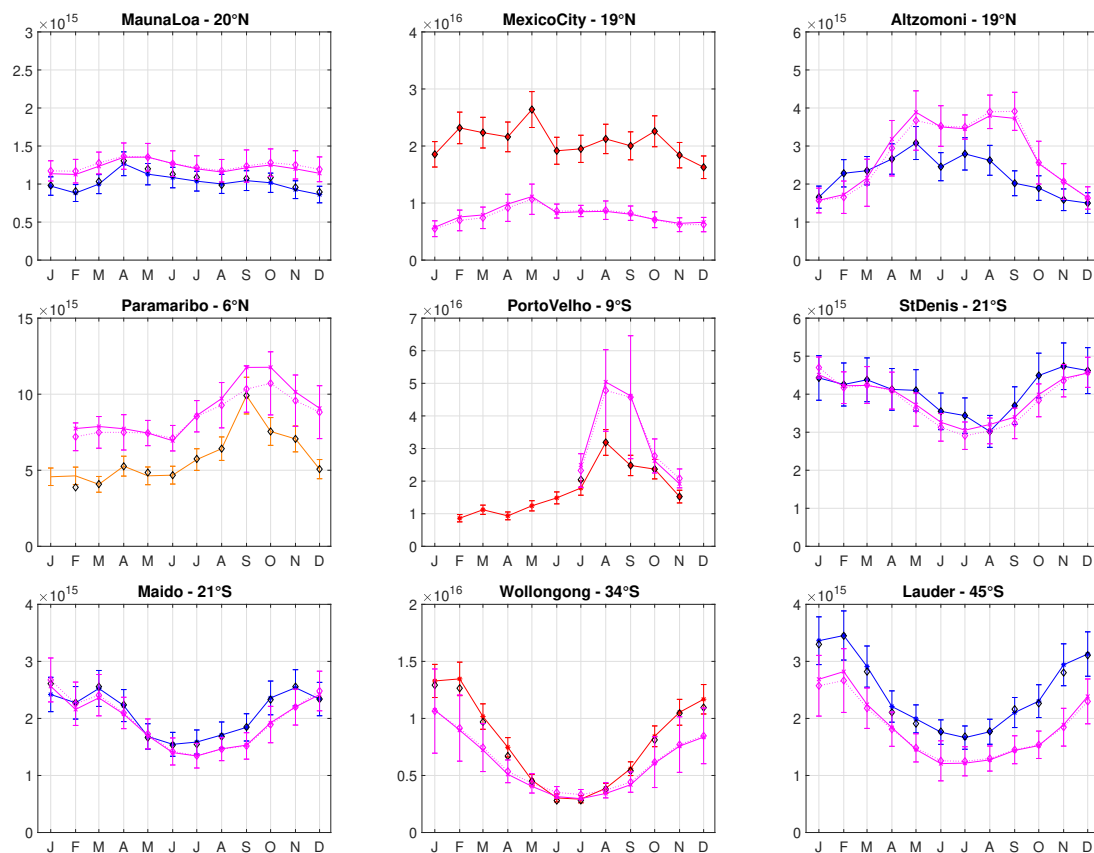 MaunaLoa - 20°N MexicoCity - 19°N Altzomoni - 19°N
×10^15 ×10^16 ×10^15
3 4 6
2.5 5
3
2 4
1.5 2 3
1 2
1
0.5 1
0 0 0
J F M A M J J A S O N D J F M A M J J A S O N D J F M A M J J A S O N D
Paramaribo - 6°N PortoVelho - 9°S StDenis - 21°S
×10^15 ×10^16 ×10^15
15 7 6
6 5
10 5 4
4 3
5 3 2
2 1
1
0 0 0
J F M A M J J A S O N D J F M A M J J A S O N D J F M A M J J A S O N D
Maido - 21°S Wollongong - 34°S Lauder - 45°S
×10^15 ×10^16 ×10^15
4 2 4
3 1.5 3
2 1 2
1 0.5 1
0 0 0
J F M A M J J A S O N D J F M A M J J A S O N D J F M A M J J A S O N D